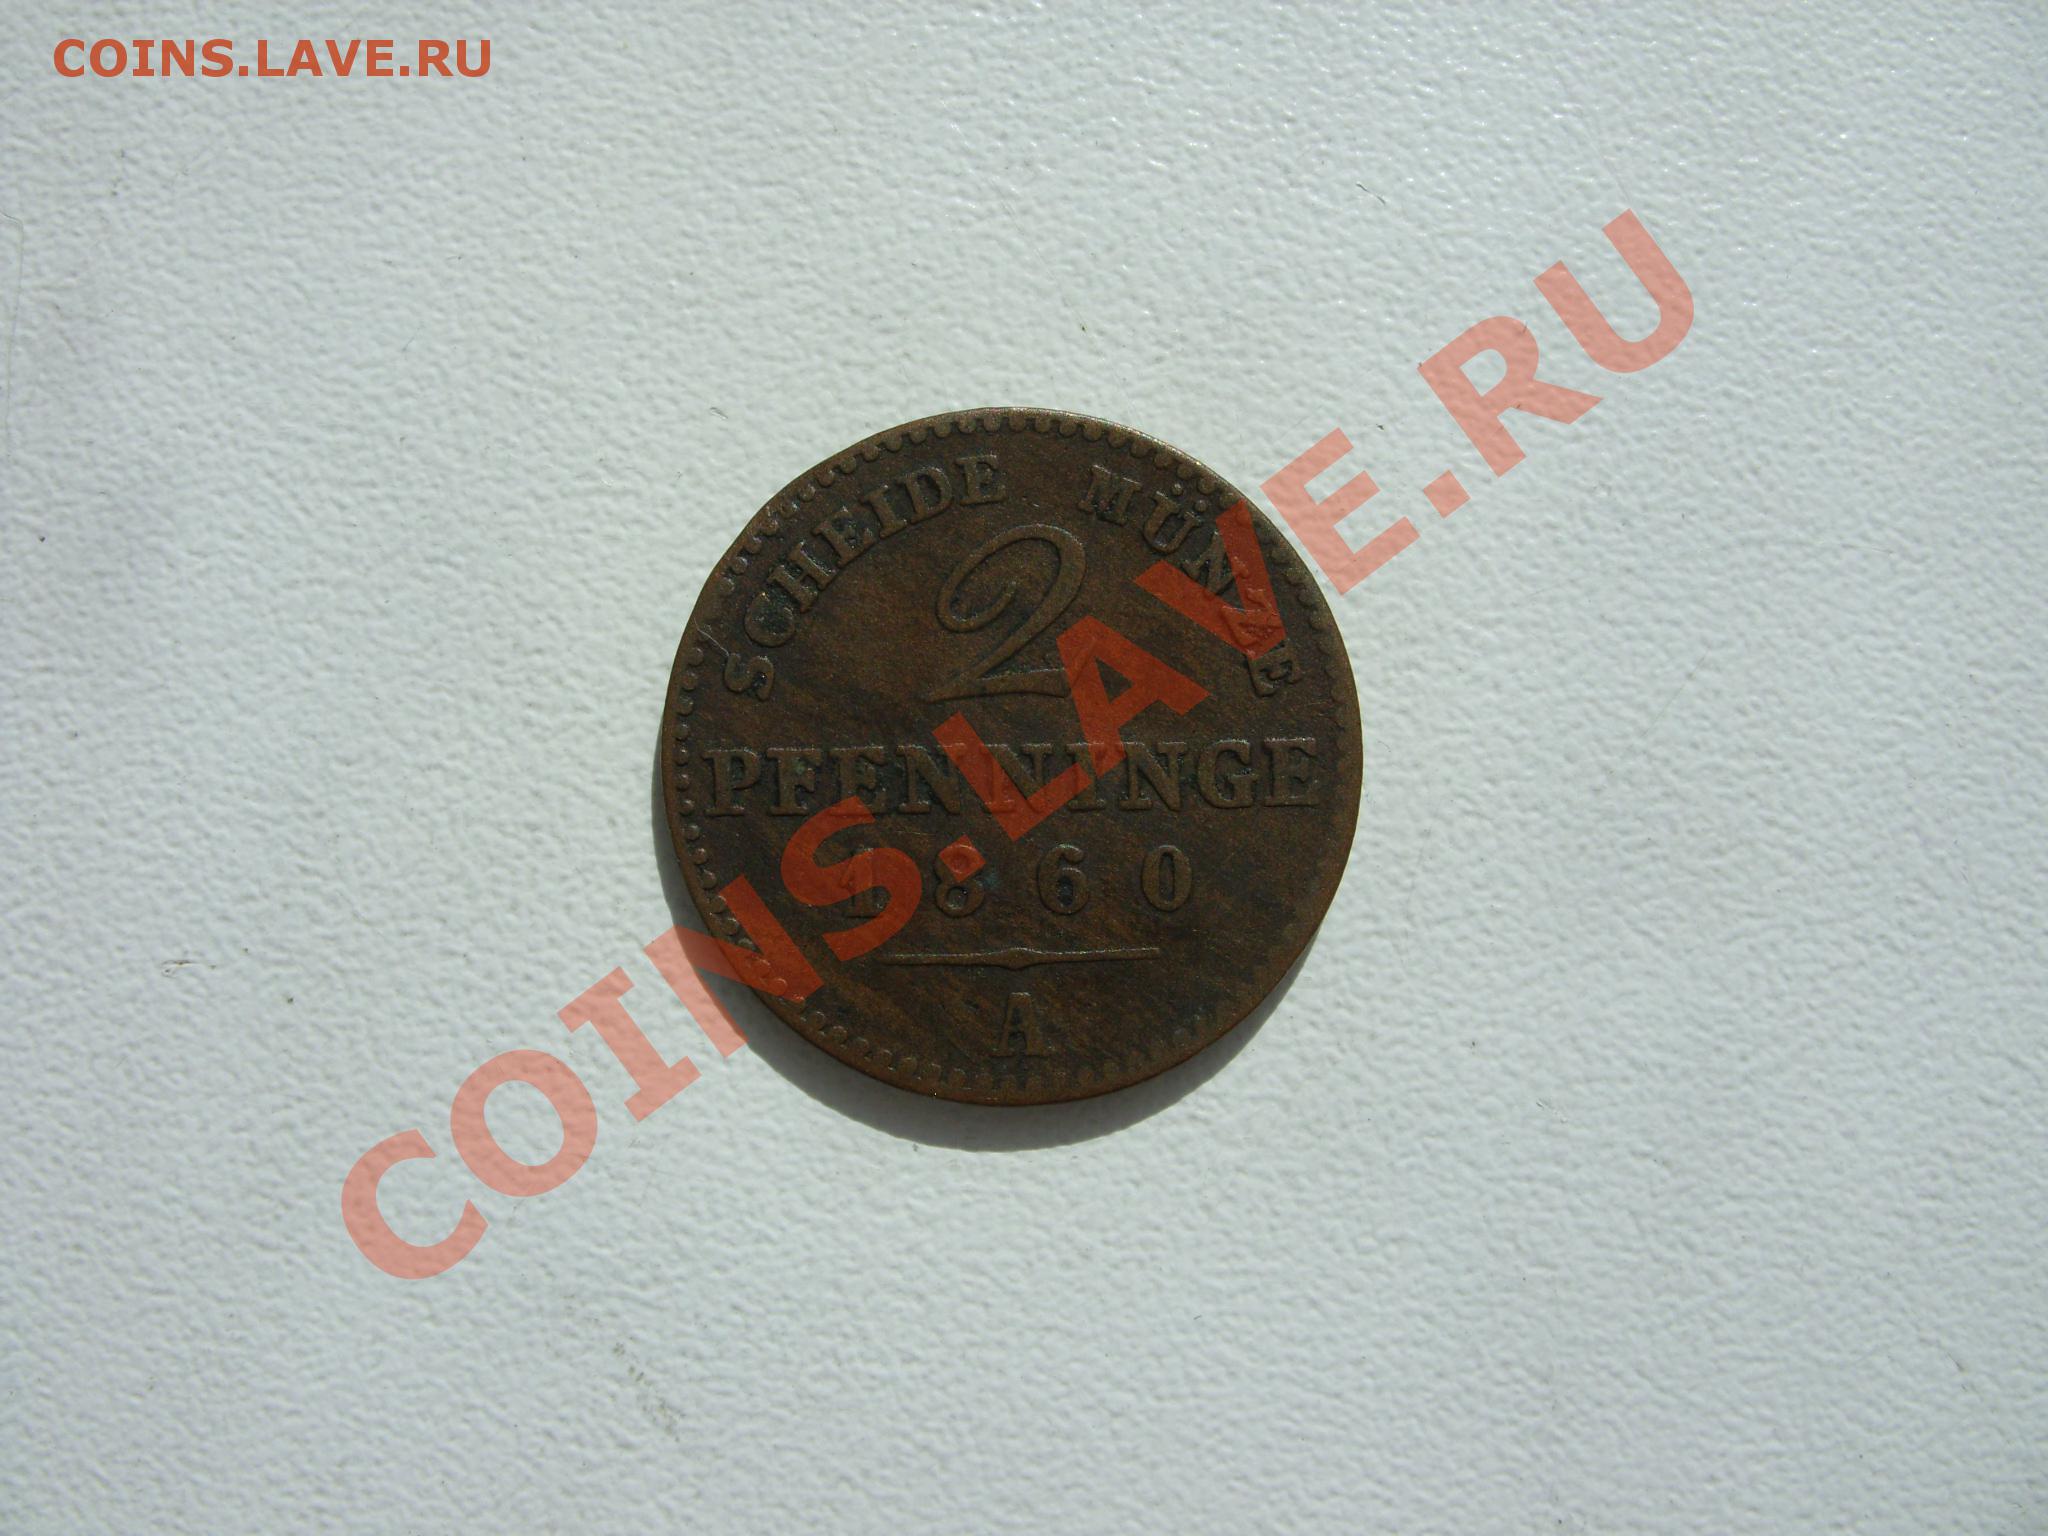 COINS.LAVE.RU
SCHEIDE MÜNZE
2
PFENNINGE
1860
A
COINS.LAVE.RU